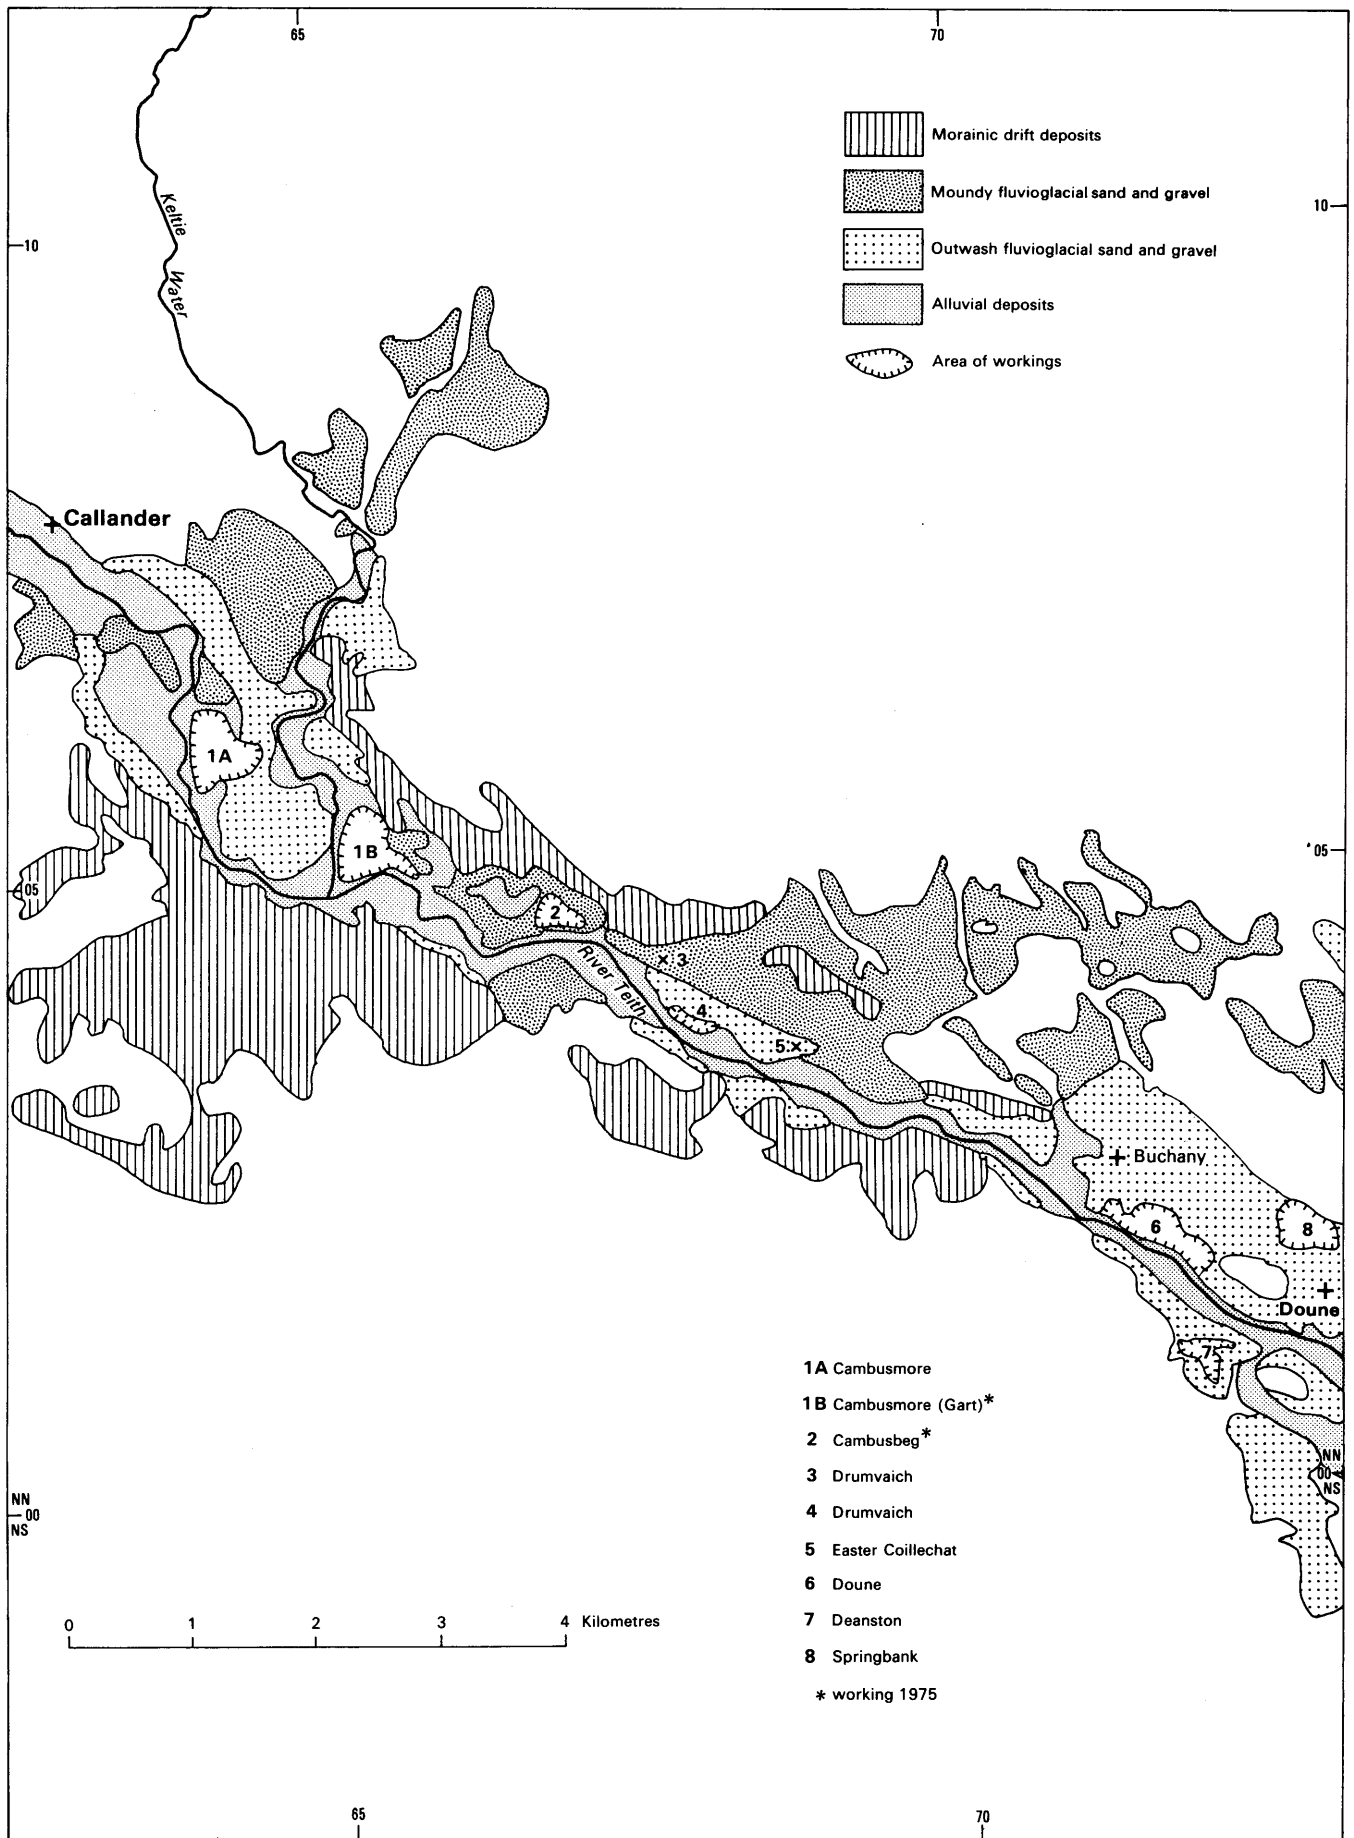 65
70
Morainic drift deposits
Moundy fluvioglacial sand and gravel
10
Outwash fluvioglacial sand and gravel
Alluvial deposits
Area of workings
Keltie
Water
10
Callander
1A
1B
05
05
2
River Teith
3
4
5
Buchany
6
8
Doune
7
NN
00
NS
NN
00
NS
1A Cambusmore
1B Cambusmore (Gart)*
2 Cambusbeg*
3 Drumvaich
4 Drumvaich
5 Easter Coillechat
6 Doune
7 Deanston
8 Springbank
* working 1975
0 1 2 3 4 Kilometres
65
70